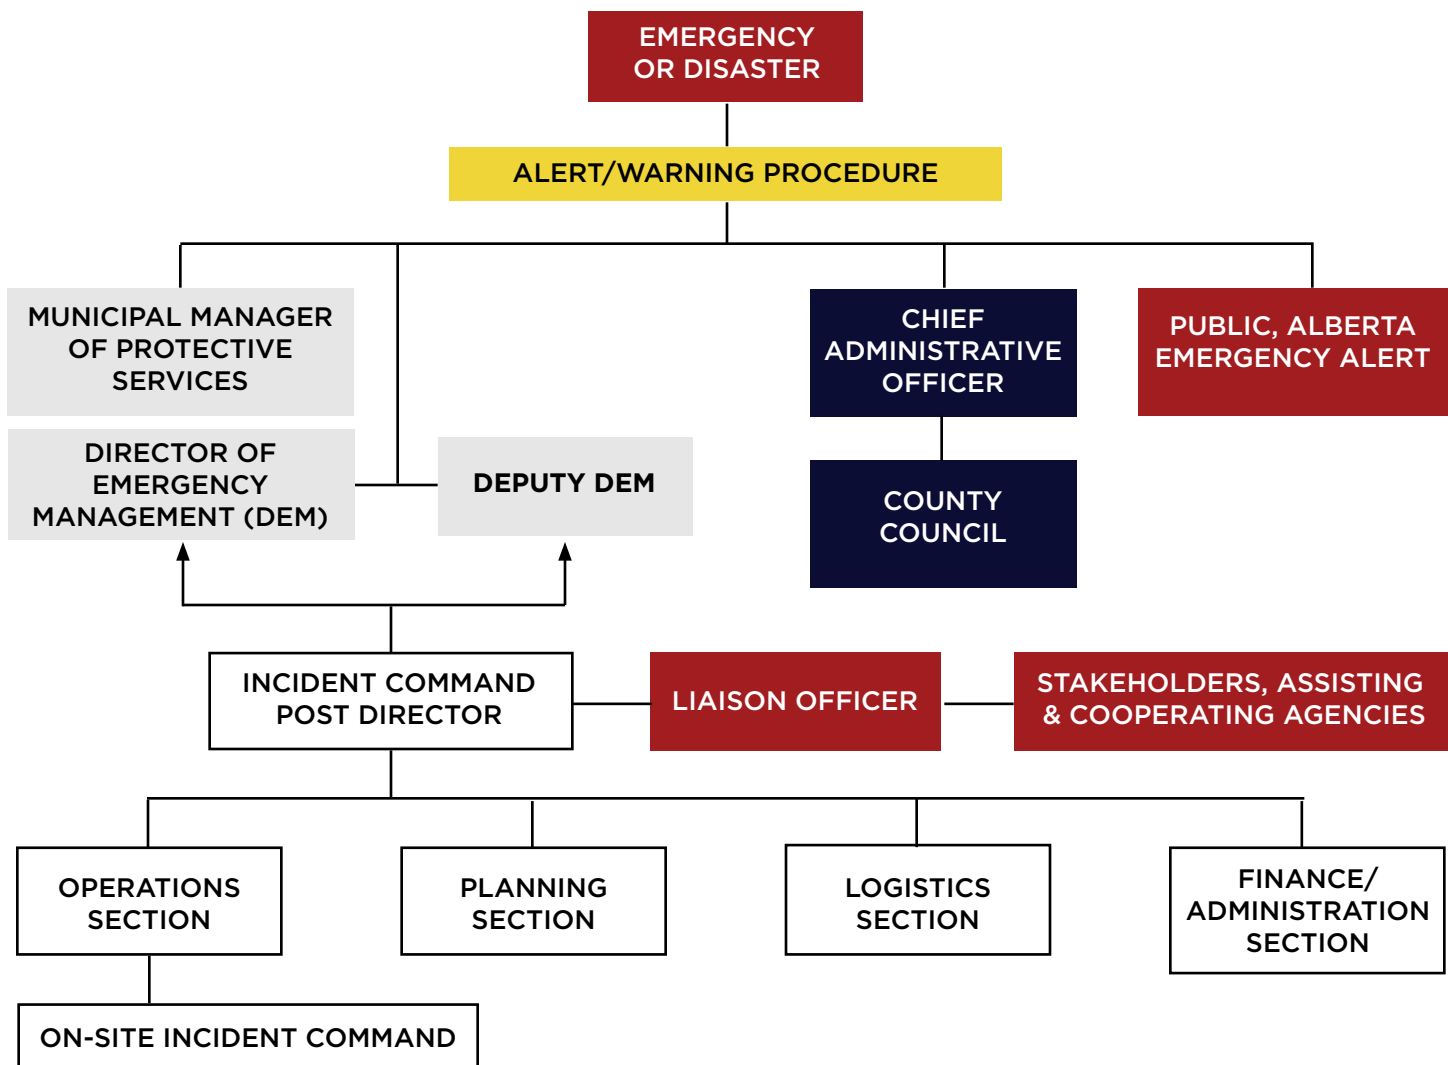 EMERGENCY
OR DISASTER
ALERT/WARNING PROCEDURE
MUNICIPAL MANAGER
OF PROTECTIVE
SERVICES
CHIEF
ADMINISTRATIVE
OFFICER
PUBLIC, ALBERTA
EMERGENCY ALERT
DIRECTOR OF
EMERGENCY
MANAGEMENT (DEM)
DEPUTY DEM
COUNTY
COUNCIL
INCIDENT COMMAND
POST DIRECTOR
LIAISON OFFICER
STAKEHOLDERS, ASSISTING
& COOPERATING AGENCIES
OPERATIONS
SECTION
PLANNING
SECTION
LOGISTICS
SECTION
FINANCE/
ADMINISTRATION
SECTION
ON-SITE INCIDENT COMMAND